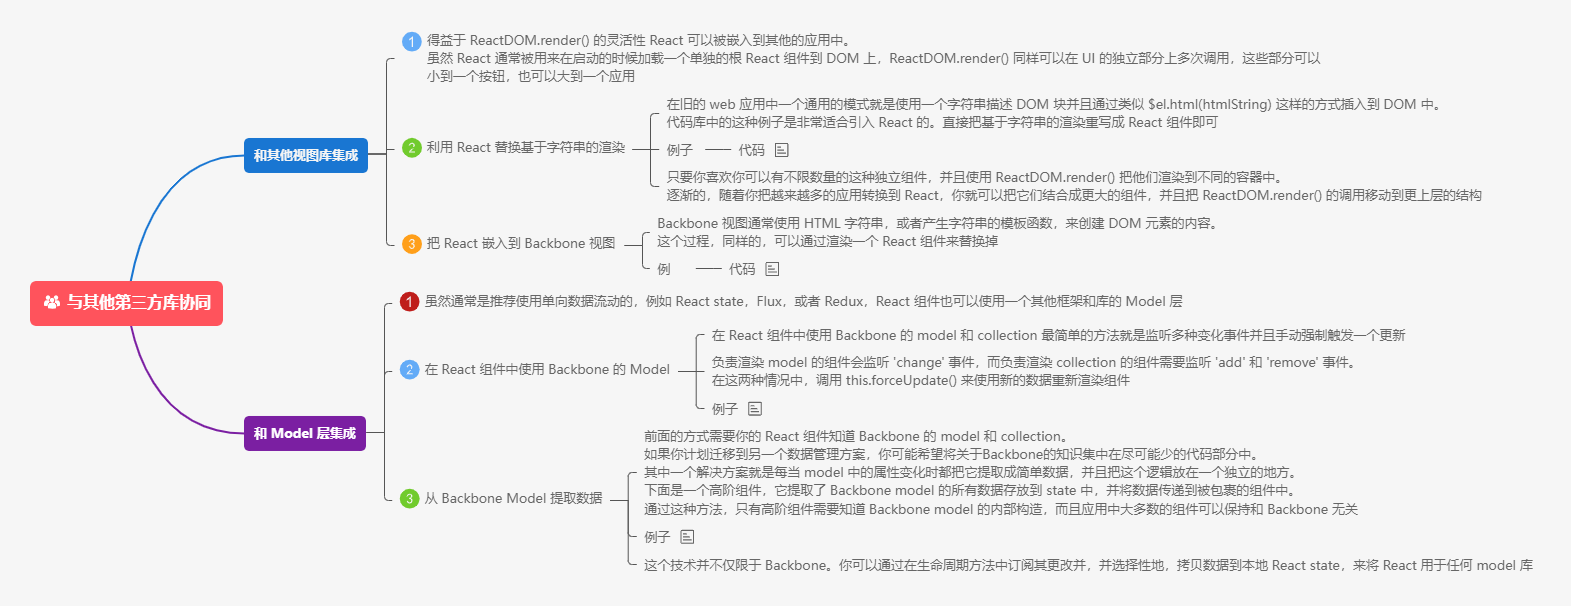 与其他第三方库协同
和其他视图库集成
1 得益于 ReactDOM.render() 的灵活性 React 可以被嵌入到其他的应用中。
虽然 React 通常被用来在启动的时候加载一个单独的根 React 组件到 DOM 上，ReactDOM.render() 同样可以在 UI 的独立部分上多次调用，这些部分可以
小到一个按钮，也可以大到一个应用
2 利用 React 替换基于字符串的渲染
在旧的 web 应用中一个通用的模式就是使用一个字符串描述 DOM 块并且通过类似 $el.html(htmlString) 这样的方式插入到 DOM 中。
代码库中的这种例子是非常适合引入 React 的。直接把基于字符串的渲染重写成 React 组件即可
例子 代码
只要你喜欢你可以有不限数量的这种独立组件，并且使用 ReactDOM.render() 把他们渲染到不同的容器中。
逐渐的，随着你把越来越多的应用转换到 React，你就可以把它们结合成更大的组件，并且把 ReactDOM.render() 的调用移动到更上层的结构
3 把 React 嵌入到 Backbone 视图
Backbone 视图通常使用 HTML 字符串，或者产生字符串的模板函数，来创建 DOM 元素的内容。
这个过程，同样的，可以通过渲染一个 React 组件来替换掉
例 代码
和 Model 层集成
1 虽然通常是推荐使用单向数据流动的，例如 React state，Flux，或者 Redux，React 组件也可以使用一个其他框架和库的 Model 层
2 在 React 组件中使用 Backbone 的 Model
在 React 组件中使用 Backbone 的 model 和 collection 最简单的方法就是监听多种变化事件并且手动强制触发一个更新
负责渲染 model 的组件会监听 'change' 事件，而负责渲染 collection 的组件需要监听 'add' 和 'remove' 事件。
在这两种情况中，调用 this.forceUpdate() 来使用新的数据重新渲染组件
例子
3 从 Backbone Model 提取数据
前面的方式需要你的 React 组件知道 Backbone 的 model 和 collection。
如果你计划迁移到另一个数据管理方案，你可能希望将关于Backbone的知识集中在尽可能少的代码部分中。
其中一个解决方案就是每当 model 中的属性变化时都把它提取成简单数据，并且把这个逻辑放在一个独立的地方。
下面是一个高阶组件，它提取了 Backbone model 的所有数据存放到 state 中，并将数据传递到被包裹的组件中。
通过这种方法，只有高阶组件需要知道 Backbone model 的内部构造，而且应用中大多数的组件可以保持和 Backbone 无关
例子
这个技术并不仅限于 Backbone。你可以通过在生命周期方法中订阅其更改并，并选择性地，拷贝数据到本地 React state，来将 React 用于任何 model 库